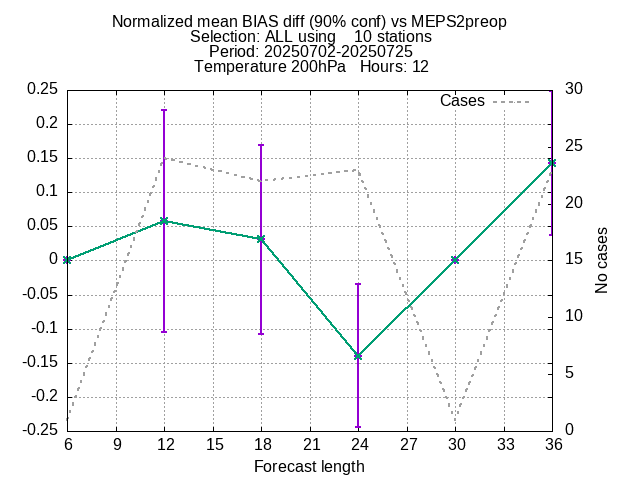 Normalized mean BIAS diff (90% conf) vs MEPS2preop
Selection: ALL using    10 stations
Period: 20250702-20250725
Temperature 200hPa   Hours: 12
Cases
0.25
0.2
0.15
0.1
0.05
0
-0.05
-0.1
-0.15
-0.2
-0.25
30
25
20
15
10
5
0
No cases
6 9 12 15 18 21 24 27 30 33 36
Forecast length